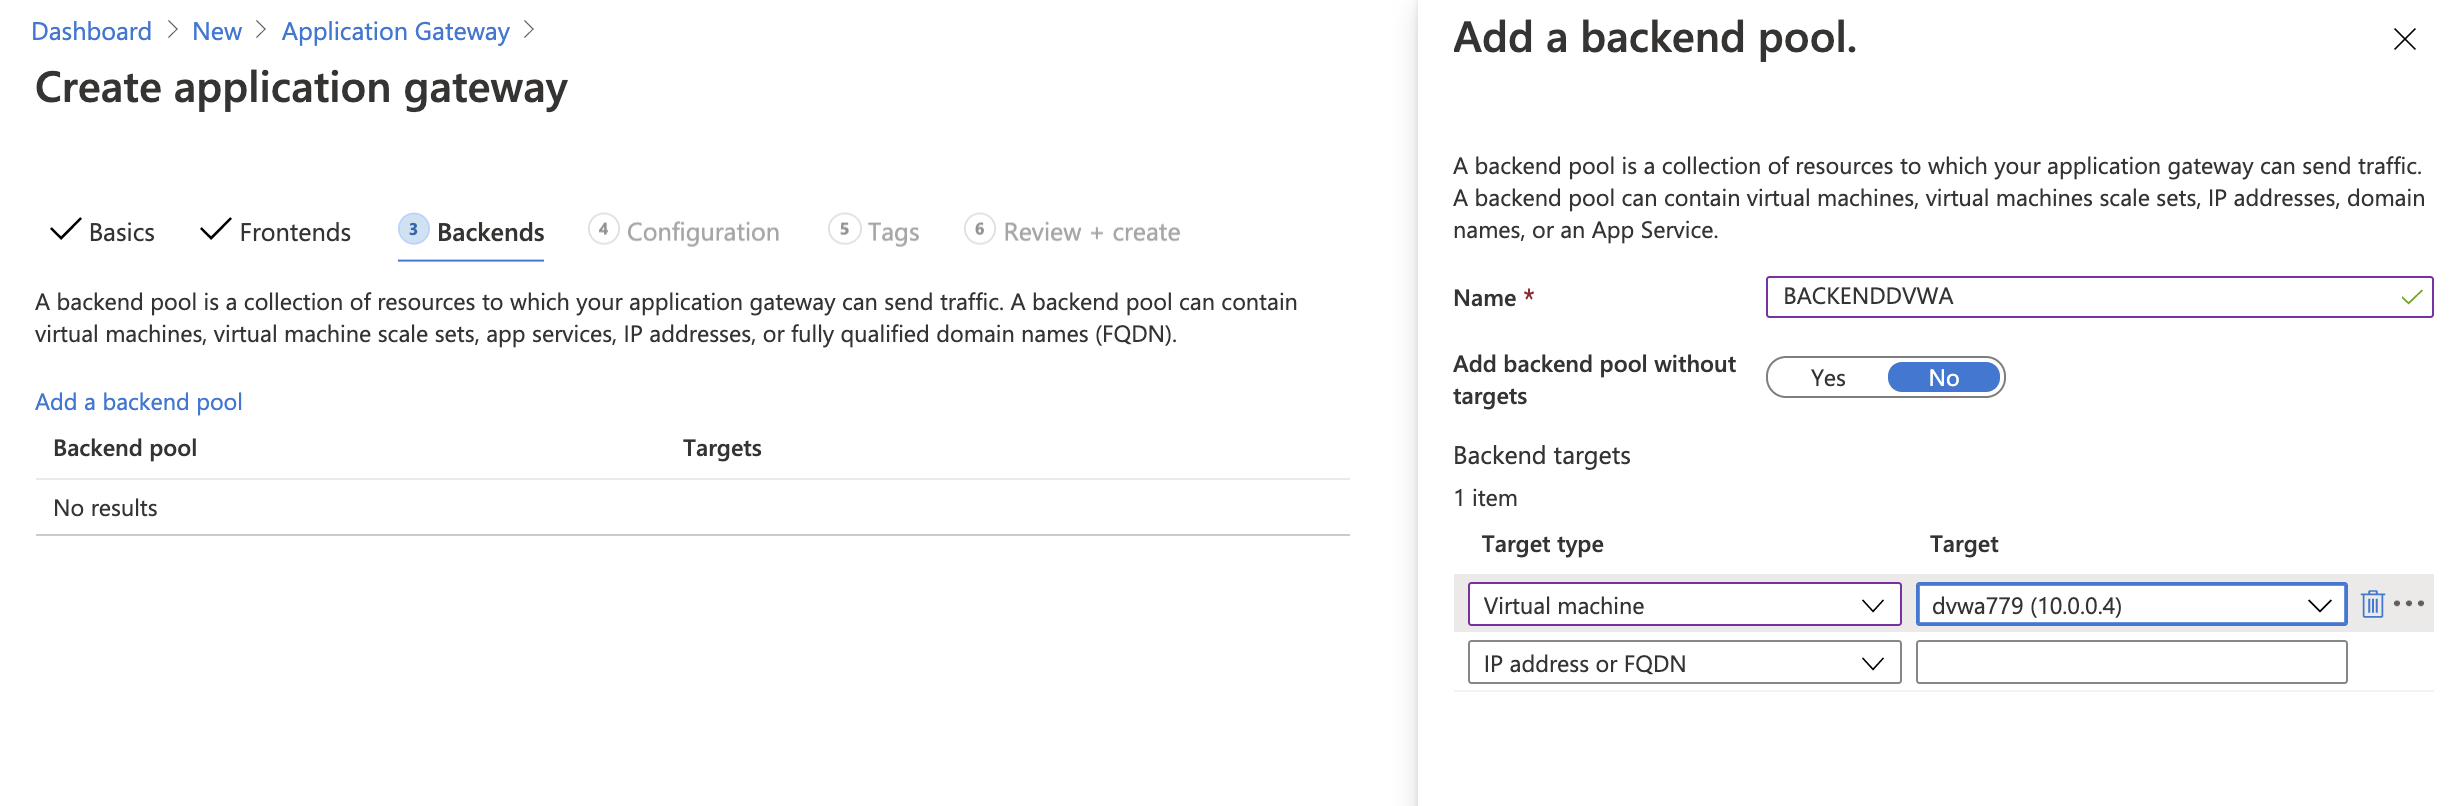 Dashboard > New > Application Gateway >
Create application gateway
Basics
Frontends
3 Backends
4 Configuration
5 Tags
6 Review + create
A backend pool is a collection of resources to which your application gateway can send traffic. A backend pool can contain
virtual machines, virtual machine scale sets, app services, IP addresses, or fully qualified domain names (FQDN).
Add a backend pool
Backend pool Targets
No results
Add a backend pool.
A backend pool is a collection of resources to which your application gateway can send traffic.
A backend pool can contain virtual machines, virtual machines scale sets, IP addresses, domain
names, or an App Service.
Name * BACKENDDVWA
Add backend pool without
targets
Yes No
Backend targets
1 item
Target type Target
Virtual machine dvwa779 (10.0.0.4)
IP address or FQDN